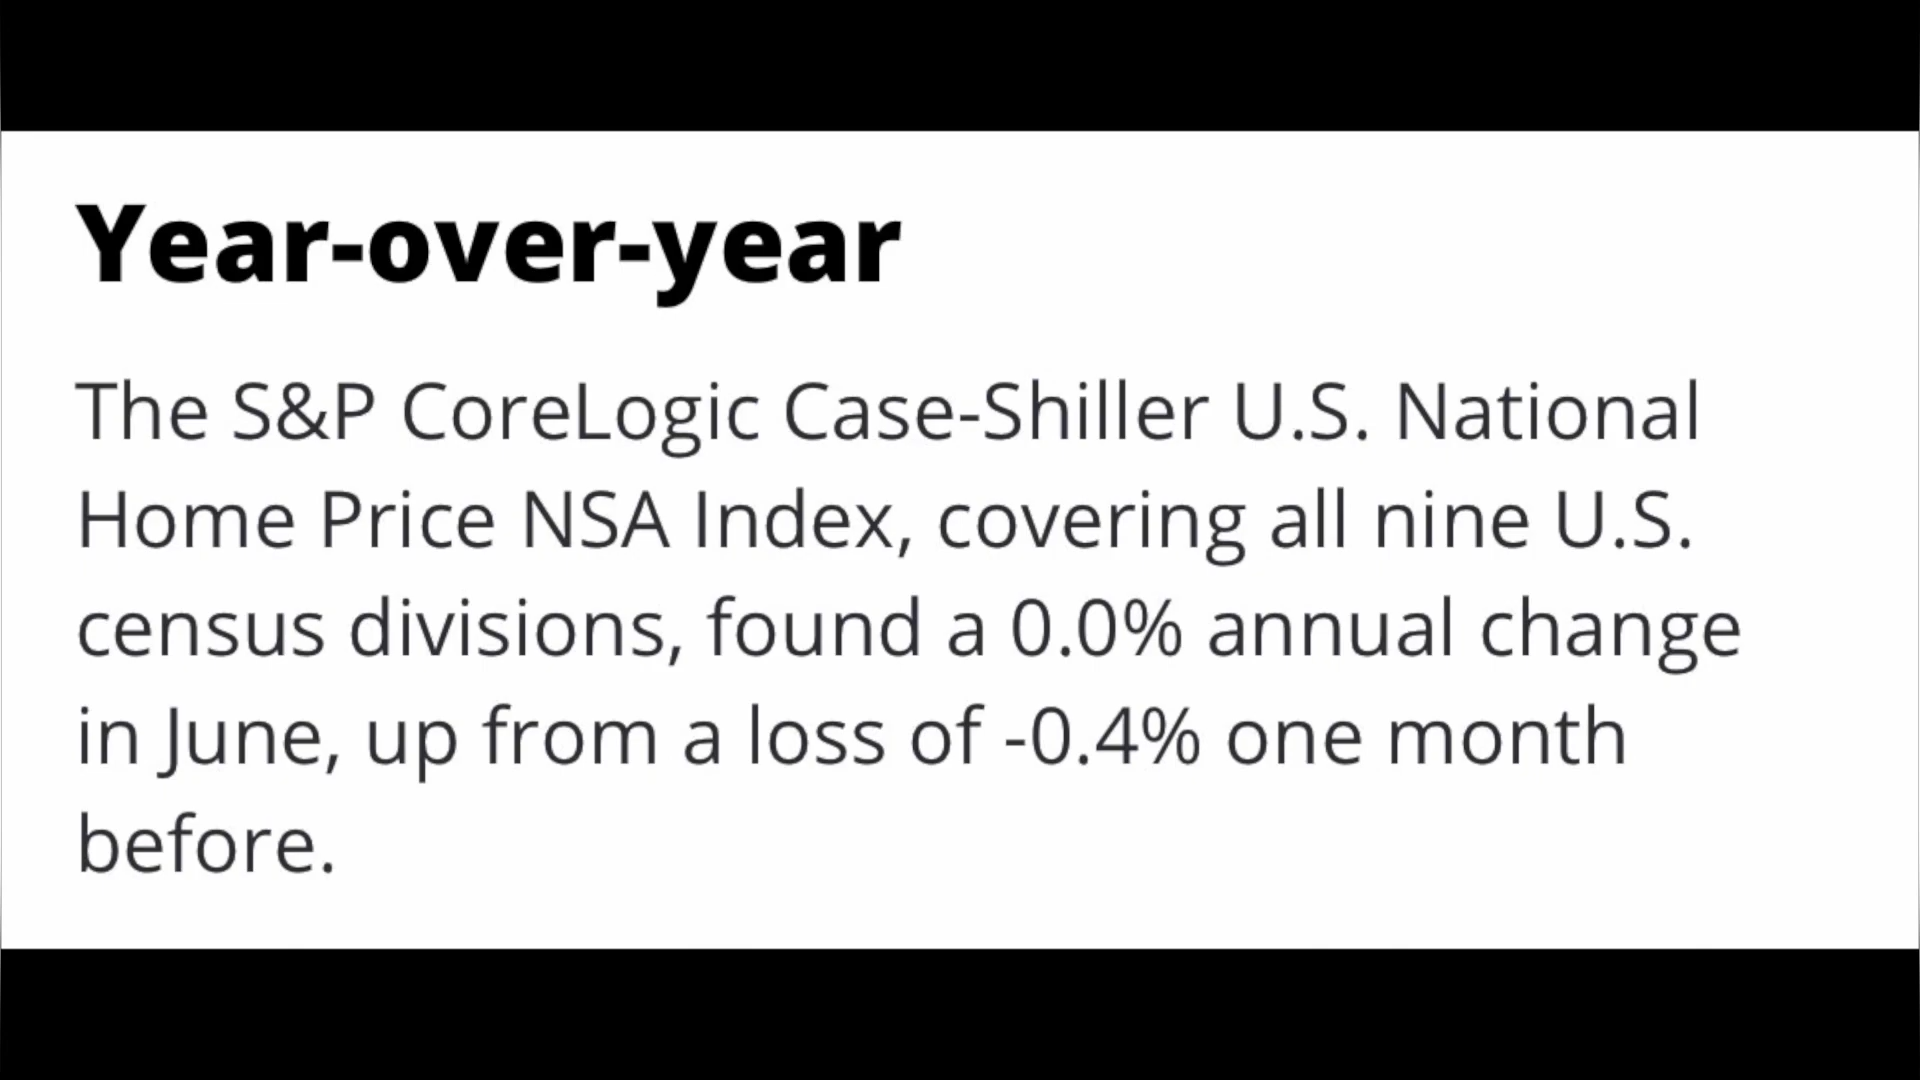 Year-over-year
The S&P CoreLogic Case-Shiller U.S. National
Home Price NSA Index, covering all nine U.S.
census divisions, found a 0.0% annual change
in June, up from a loss of -0.4% one month
before.